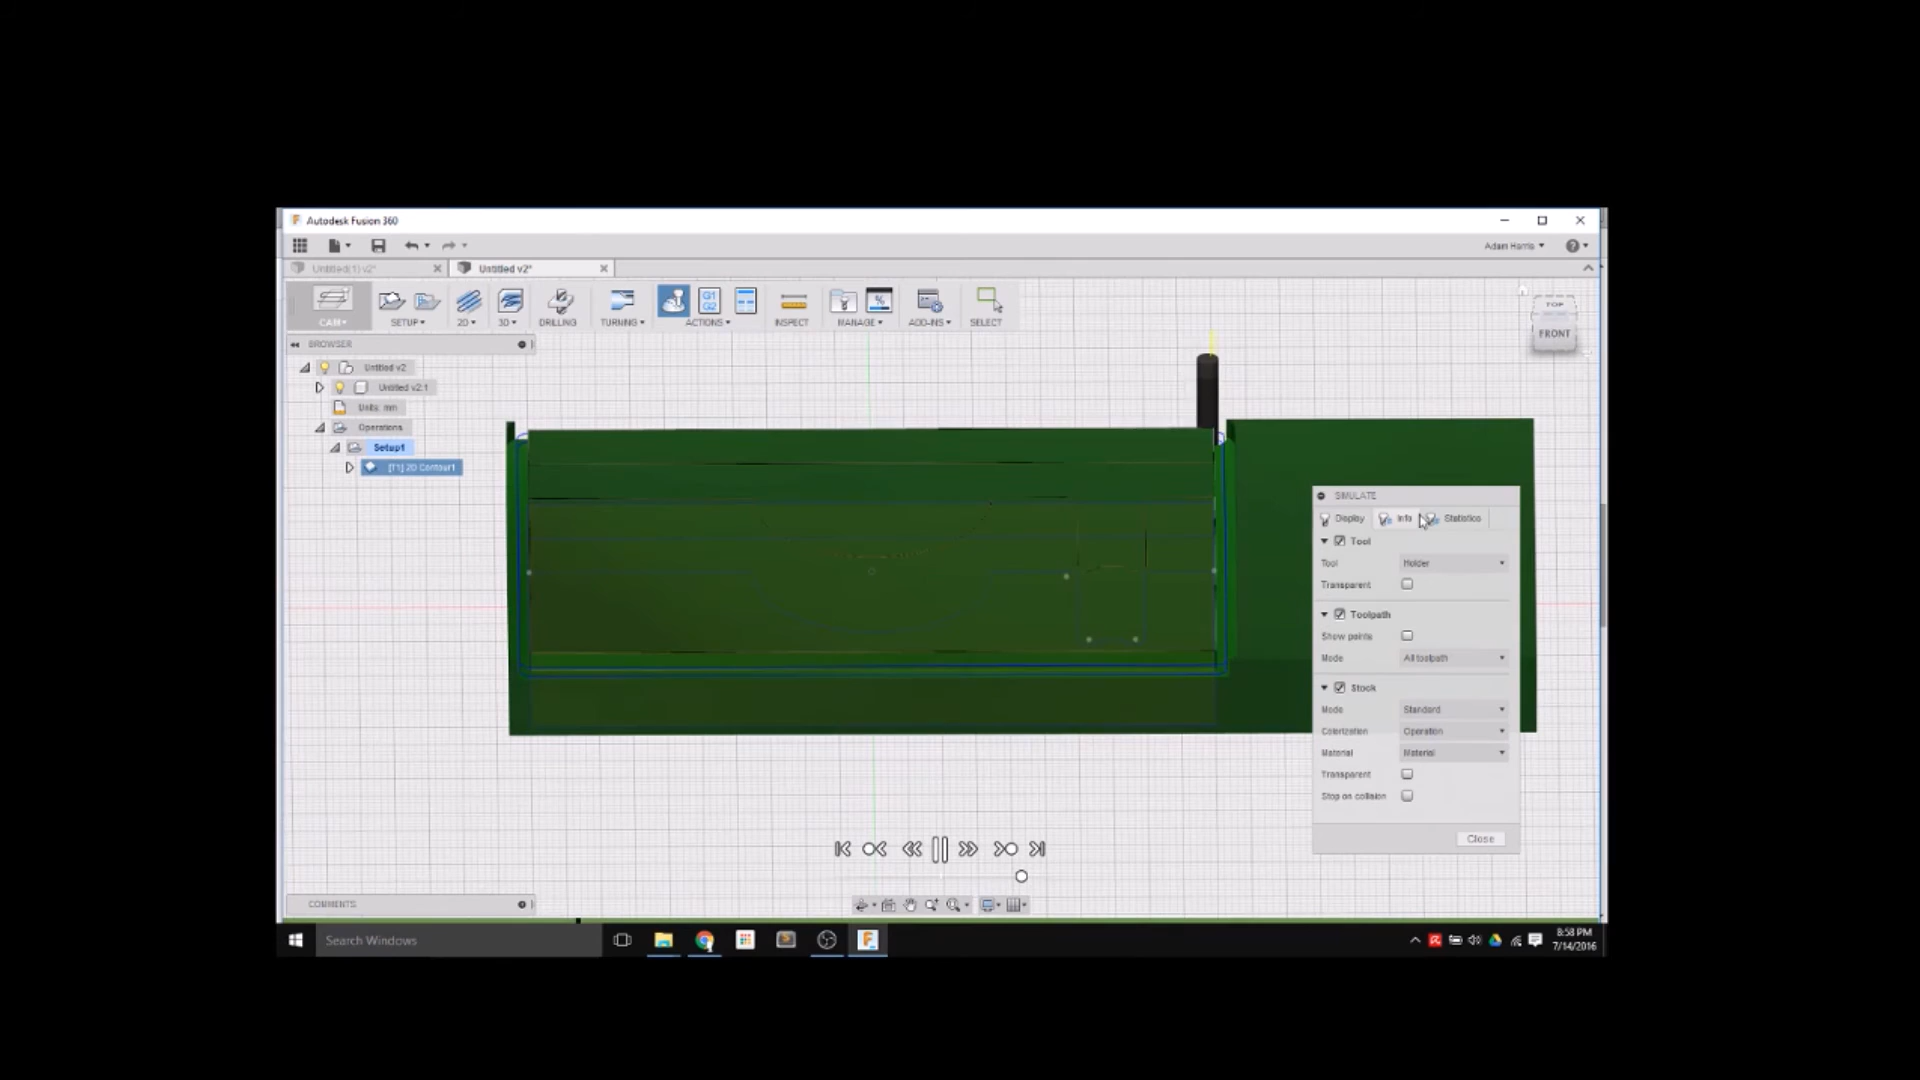 Autodesk Fusion 360
Adam Harris
Untitled(1) v2*
Untitled v2*
TOP
FRONT
CAM
SETUP
2D
3D
DRILLING
TURNING
G1
G2
ACTIONS
INSPECT
MANAGE
ADD-INS
SELECT
BROWSER
Untitled v2
Untitled v2:1
Units: mm
Operations
Setup1
[T1] 2D Contour1
SIMULATE
Display
Info
Statistics
Tool
Tool Holder
Transparent
Toolpath
Show points
Mode All toolpath
Stock
Mode Standard
Colorization Operation
Material Material
Transparent
Stop on collision
Close
COMMENTS
Search Windows
8:58 PM
7/14/2016